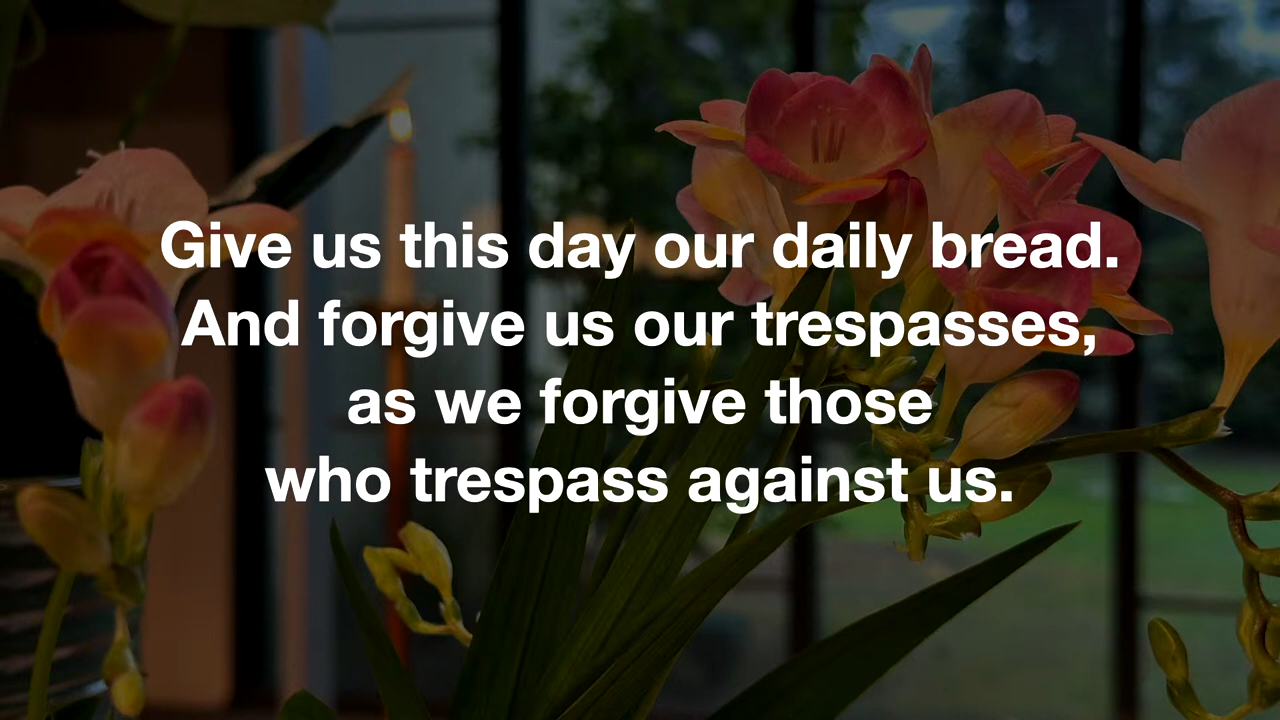 Give us this day our daily bread.
And forgive us our trespasses,
as we forgive those
who trespass against us.